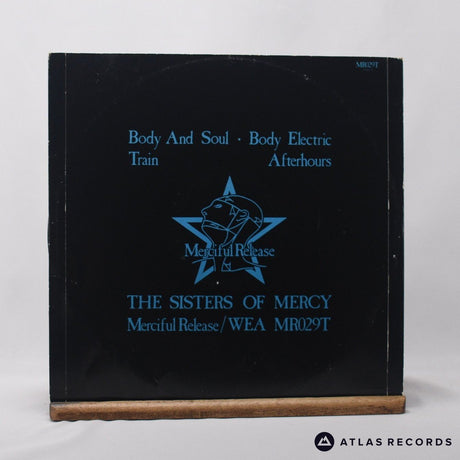 MR029T
Body And Soul · Body Electric
Train Afterhours
Merciful Release
THE SISTERS OF MERCY
Merciful Release/WEA MR029T
ATLAS RECORDS